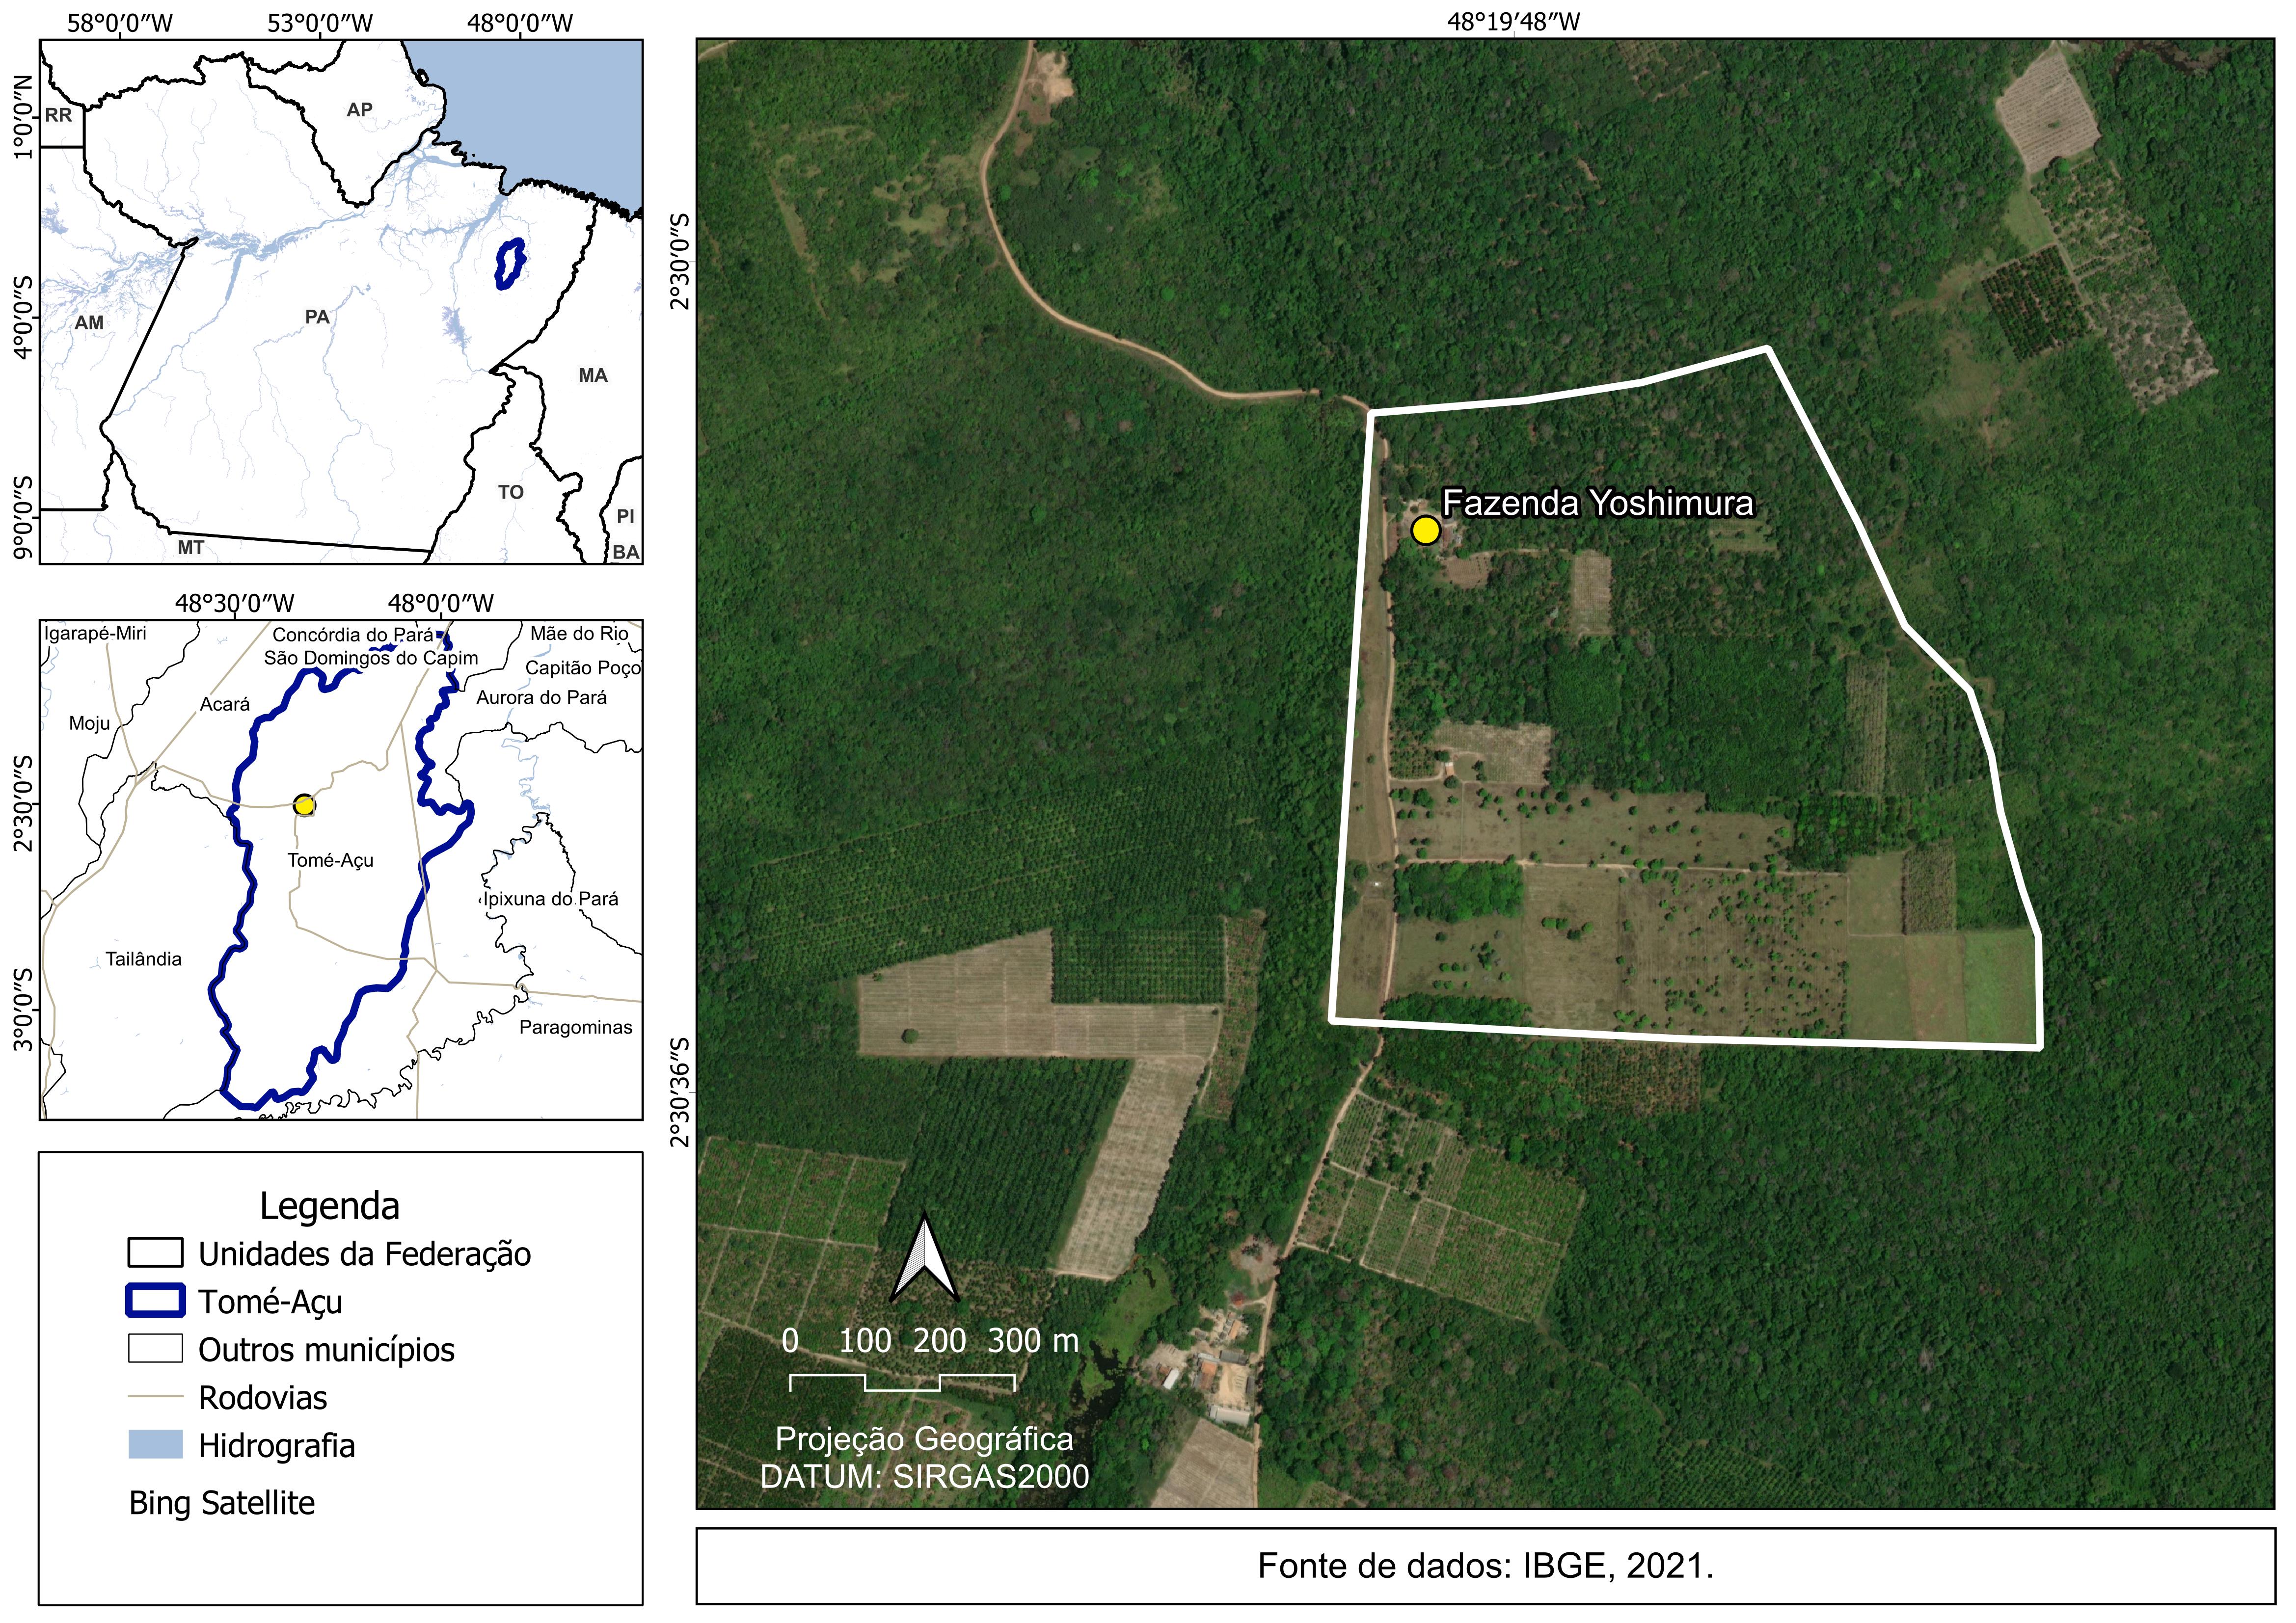 58°0′0″W 53°0′0″W 48°0′0″W
1°0′0″N
4°0′0″S
9°0′0″S
RR
AP
AM
PA
MA
TO
PI
MT
BA
48°30′0″W 48°0′0″W
2°30′0″S
3°0′0″S
Igarapé-Miri
Concórdia do Pará
Mãe do Rio
São Domingos do Capim
Capitão Poço
Acará
Aurora do Pará
Moju
Tomé-Açu
Ipixuna do Pará
Tailândia
Paragominas
Legenda
Unidades da Federação
Tomé-Açu
Outros municípios
Rodovias
Hidrografia
Bing Satellite
48°19′48″W
2°30′0″S
2°30′36″S
Fazenda Yoshimura
0 100 200 300 m
Projeção Geográfica
DATUM: SIRGAS2000
Fonte de dados: IBGE, 2021.